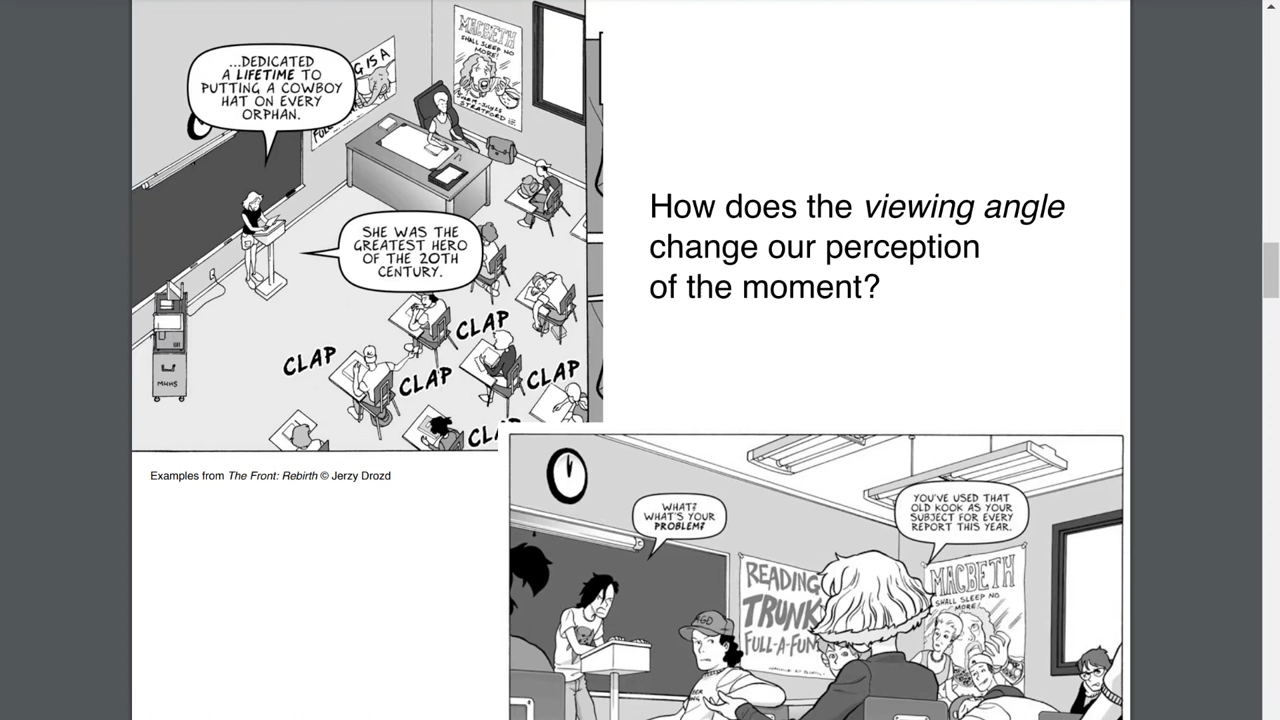 ...DEDICATED
A LIFETIME TO
PUTTING A COWBOY
HAT ON EVERY
ORPHAN.
G IS A
MACBETH
SHALL SLEEP NO
MORE!
STRATFORD
SHE WAS THE
GREATEST HERO
OF THE 20TH
CENTURY.
MHHS
CLAP
CLAP
CLAP
CLAP
CLAP
How does the viewing angle
change our perception
of the moment?
Examples from The Front: Rebirth © Jerzy Drozd
WHAT?
WHAT'S YOUR
PROBLEM?
YOU'VE USED THAT
OLD KOOK AS YOUR
SUBJECT FOR EVERY
REPORT THIS YEAR.
READING
TRUNK
FULL-A-FUN
MACBETH
SHALL SLEEP NO
MORE!